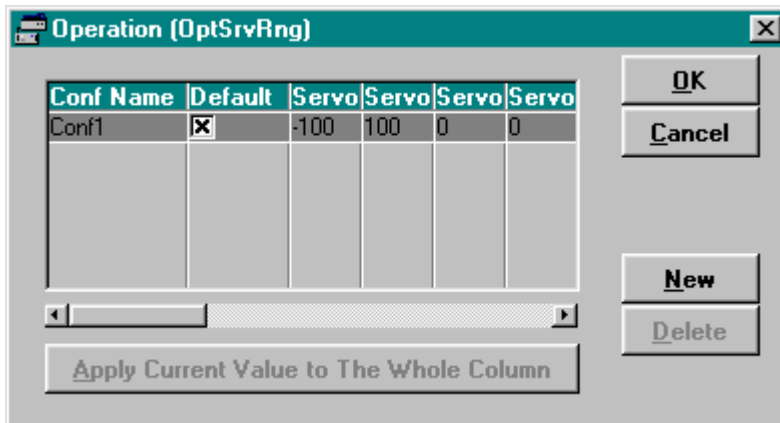 Operation (OptSrvRng)
Conf Name Default Servo Servo Servo Servo
Conf1 -100 100 0 0
OK
Cancel
New
Delete
Apply Current Value to The Whole Column